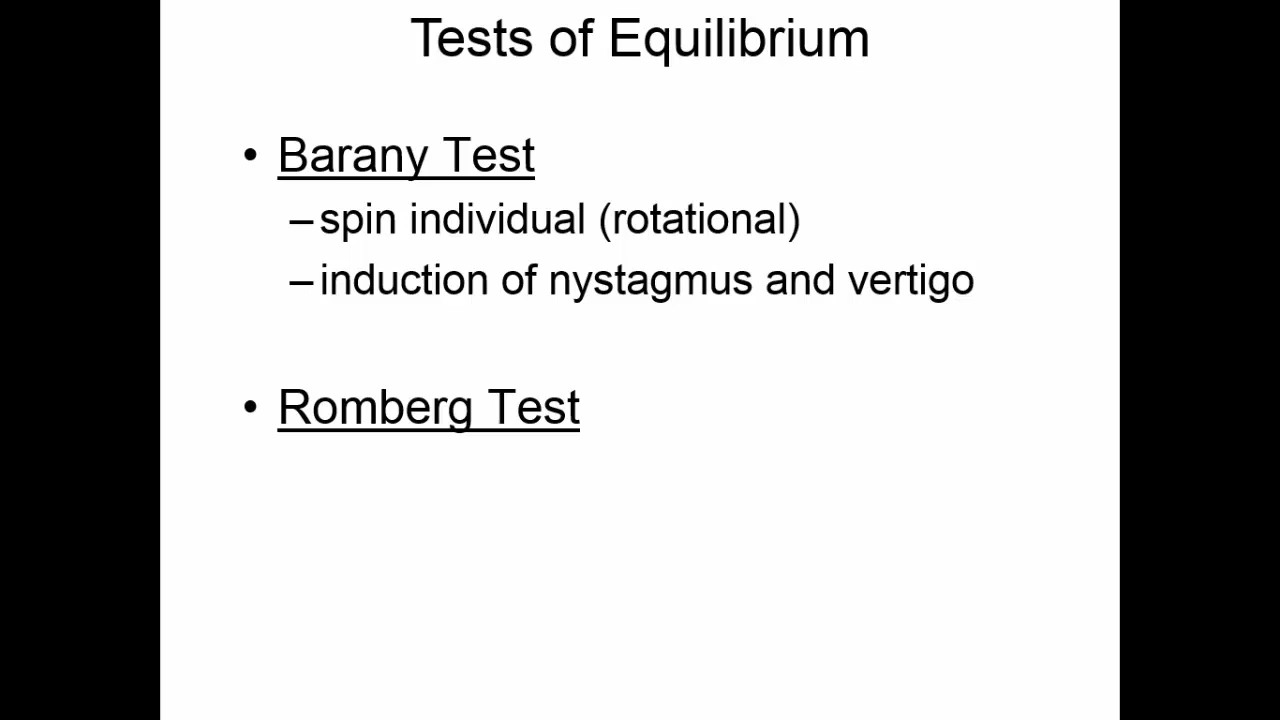 Tests of Equilibrium
• Barany Test
–spin individual (rotational)
–induction of nystagmus and vertigo
• Romberg Test